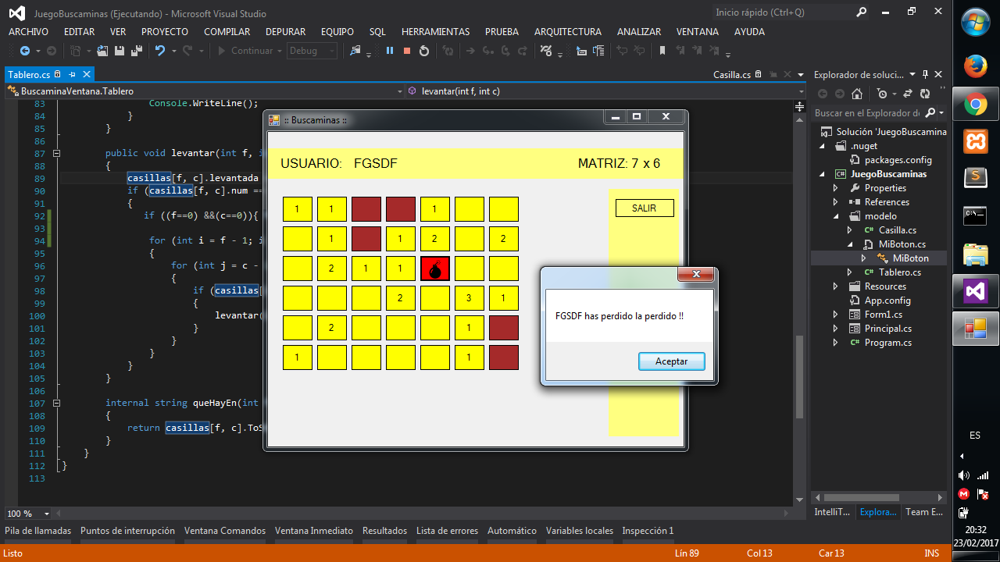 JuegoBuscaminas (Ejecutando) - Microsoft Visual Studio
Inicio rápido (Ctrl+Q)
ARCHIVO EDITAR VER PROYECTO COMPILAR DEPURAR EQUIPO SQL HERRAMIENTAS PRUEBA ARQUITECTURA ANALIZAR VENTANA AYUDA
Continuar Debug
Tablero.cs
Casilla.cs
BuscaminaVentana.Tablero
levantar(int f, int c)
83 Console.WriteLine();
84 }
85 }
86
87 public void levantar(int f, i
88 {
89 casillas[f, c].levantada
90 if (casillas[f, c].num ==
91 {
92 if ((f==0) &&(c==0)){
93
94 for (int i = f - 1; i
95 {
96 for (int j = c -
97 {
98 if (casillas[
99 {
100 levantar(
101 }
102 }
103 }
104 }
105 }
106
107 internal string queHayEn(int
108 {
109 return casillas[f, c].ToS
110 }
111 }
112 }
113
100 %
:: Buscaminas ::
USUARIO: FGSDF
MATRIZ: 7 x 6
SALIR
1 1 1
1 1 2 2
2 1 1
2 3 1
2 1
1 1
FGSDF has perdido la perdido !!
Aceptar
Explorador de soluci...
Buscar en el Explorador de
Solución 'JuegoBuscamina
.nuget
packages.config
JuegoBuscaminas
Properties
References
modelo
Casilla.cs
MiBoton.cs
MiBoton
Tablero.cs
Resources
App.config
Form1.cs
Principal.cs
Program.cs
IntelliT... Explora... Team E...
Pila de llamadas Puntos de interrupción Ventana Comandos Ventana Inmediato Resultados Lista de errores Automático Variables locales Inspección 1
Listo
Lín 89 Col 13 Car 13 INS
ES
20:32
23/02/2017